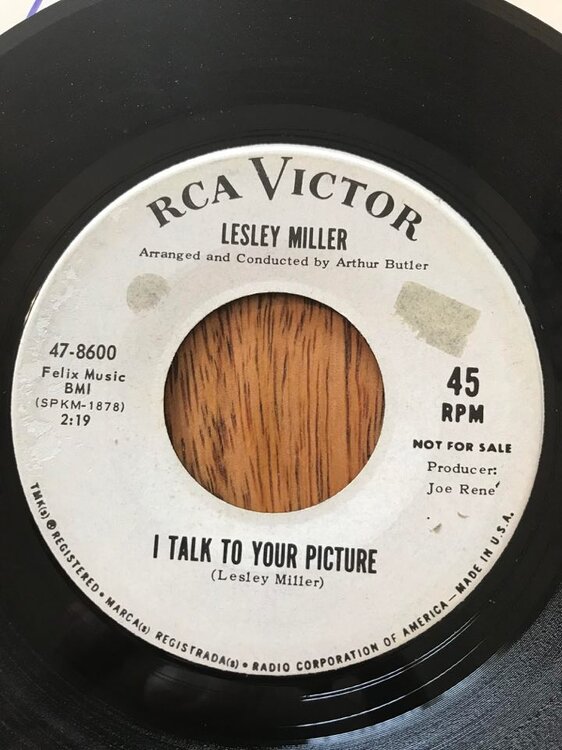 RCA VICTOR
LESLEY MILLER
Arranged and Conducted by Arthur Butler
47-8600
Felix Music
BMI
(SPKM-1878)
2:19
45
RPM
NOT FOR SALE
Producer:
Joe René
I TALK TO YOUR PICTURE
(Lesley Miller)
TMK(s) ® REGISTERED • MARCA(s) REGISTRADA(s) • RADIO CORPORATION OF AMERICA — MADE IN U.S.A.